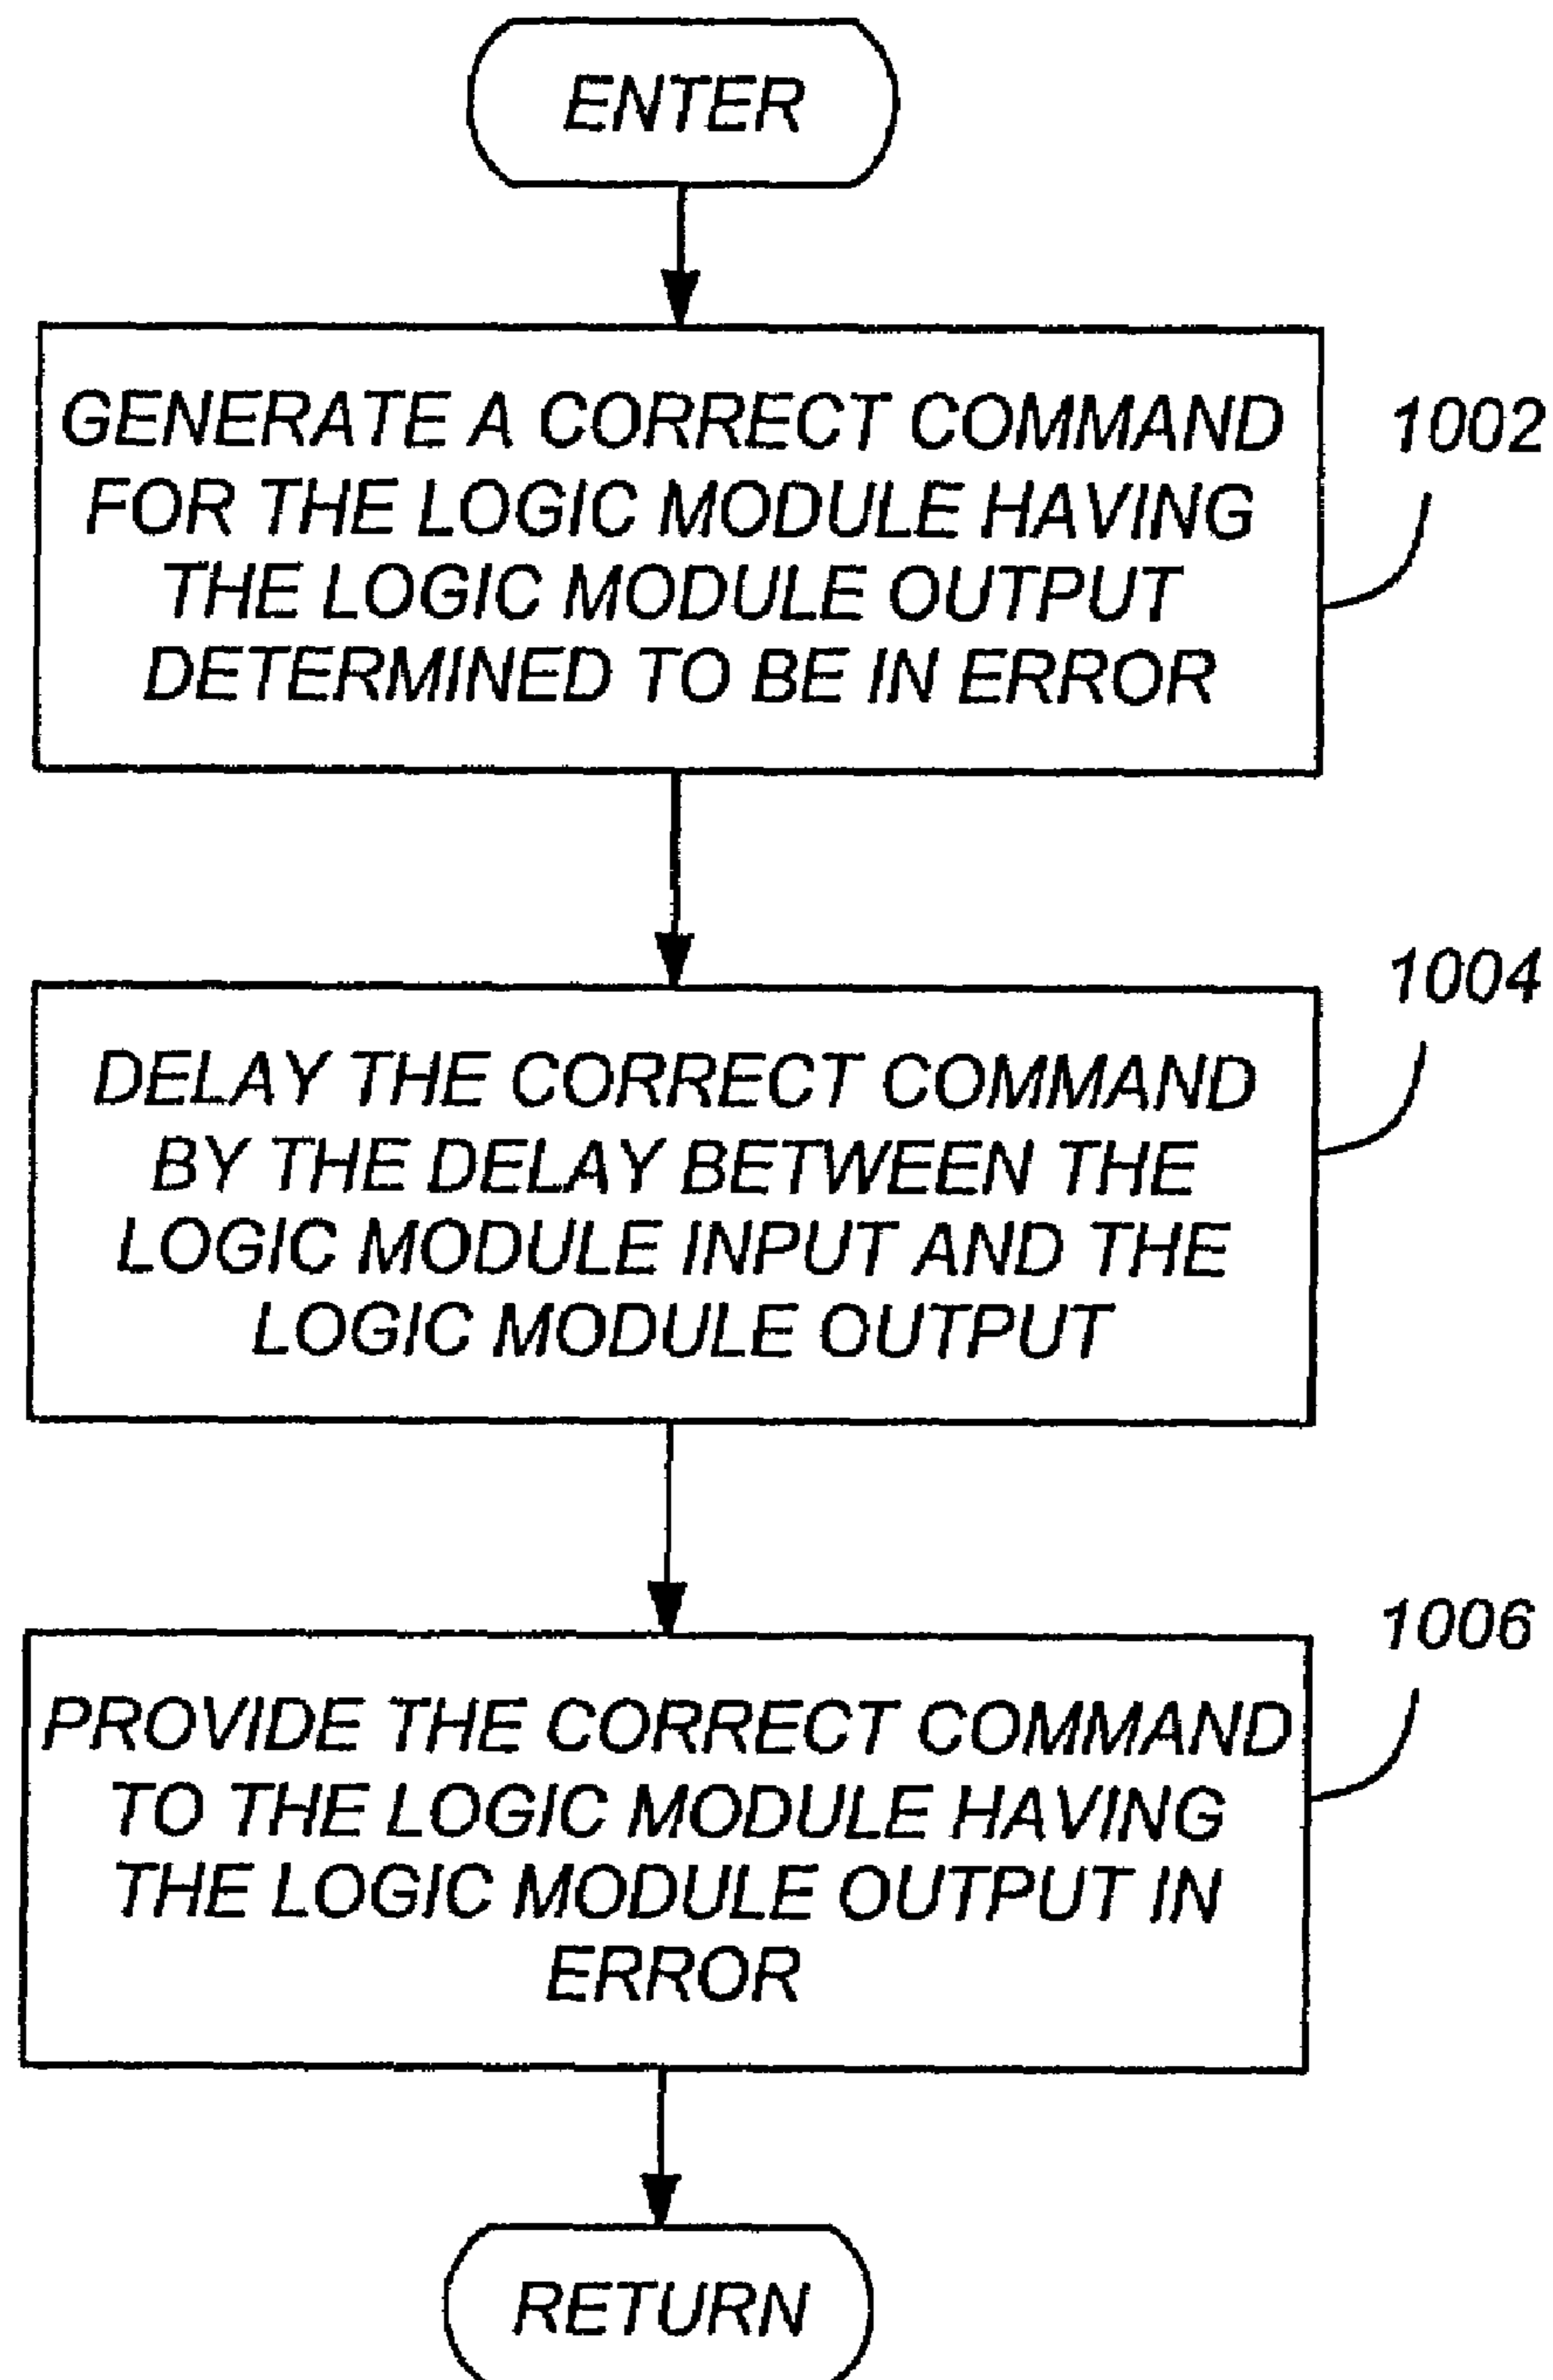 ENTER
GENERATE A CORRECT COMMAND
FOR THE LOGIC MODULE HAVING
THE LOGIC MODULE OUTPUT
DETERMINED TO BE IN ERROR
1002
DELAY THE CORRECT COMMAND
BY THE DELAY BETWEEN THE
LOGIC MODULE INPUT AND THE
LOGIC MODULE OUTPUT
1004
PROVIDE THE CORRECT COMMAND
TO THE LOGIC MODULE HAVING
THE LOGIC MODULE OUTPUT IN
ERROR
1006
RETURN